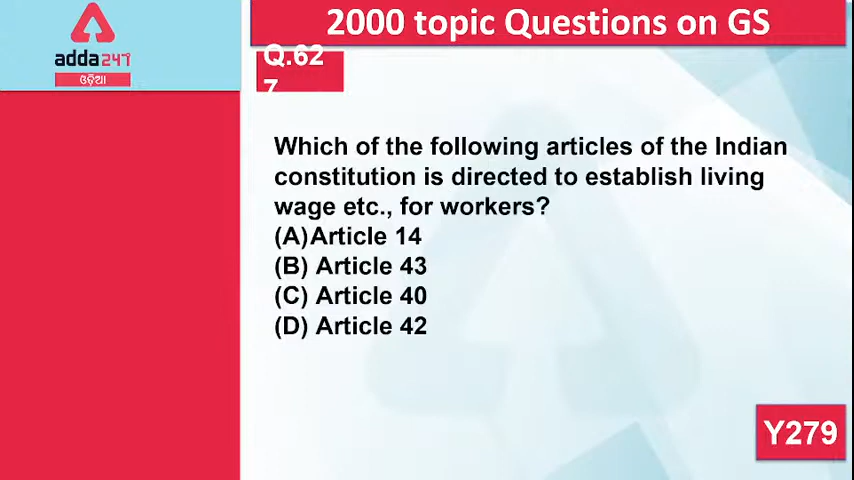 2000 topic Questions on GS
adda247
ଓଡ଼ିଆ
Q.62
7
Which of the following articles of the Indian
constitution is directed to establish living
wage etc., for workers?
(A)Article 14
(B) Article 43
(C) Article 40
(D) Article 42
Y279